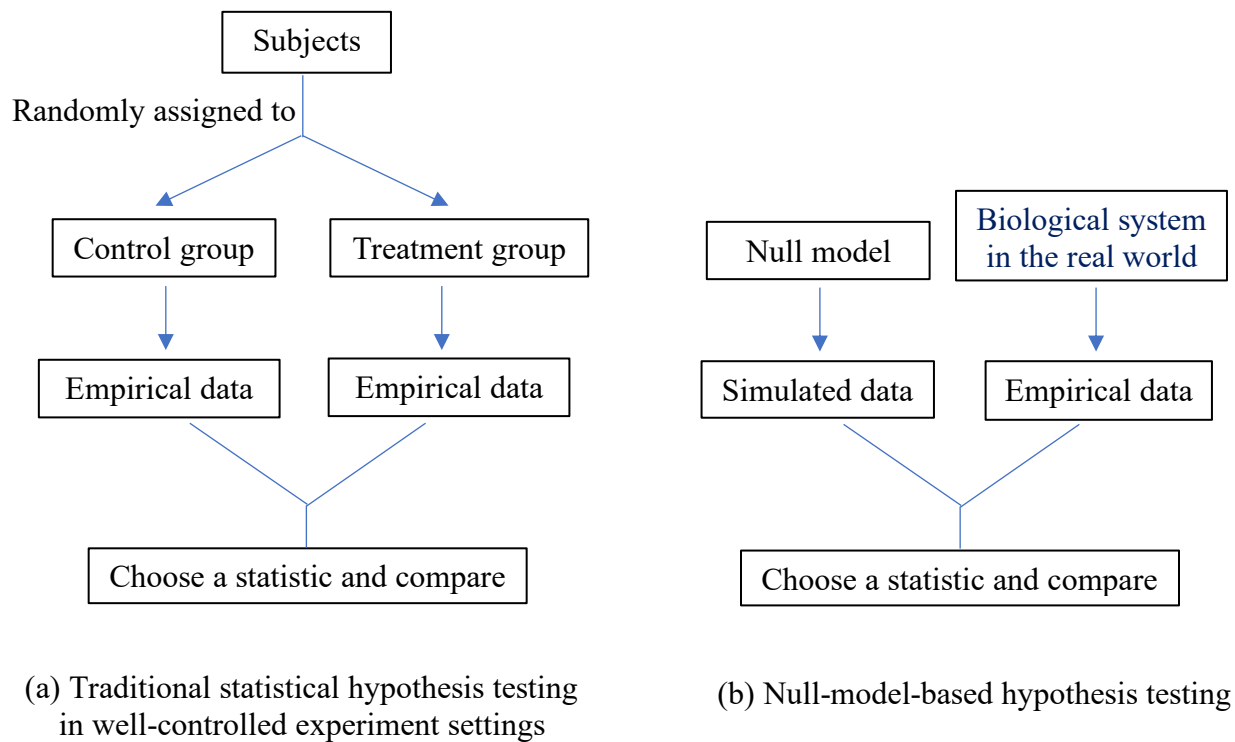 Subjects
Randomly assigned to
Control group
Treatment group
Empirical data
Empirical data
Choose a statistic and compare
(a) Traditional statistical hypothesis testing
in well-controlled experiment settings
Null model
Biological system
in the real world
Simulated data
Empirical data
Choose a statistic and compare
(b) Null-model-based hypothesis testing